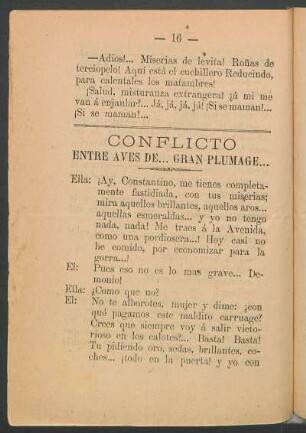 — 16 —
—Adios!... Miserias de levita! Roñas de
terciopelo! Aquí está el cuchillero Reducindo,
para calentales los matambres!
¡Salud, misturanza extrangera! ¡á mi mé
van á enjaular!... Já, já, já, já! ¡Si se maman!...
¡Si se maman!...
CONFLICTO
ENTRE AVES DE... GRAN PLUMAGE...
Ella: ¡Ay, Constantino, me tienes completa-
mente fastidiada, con tus miserias;
mira aquellos brillantes, aquellos aros...
aquellas esmeraldas... y yo no tengo
nada, nada! Me traes á la Avenida,
como una pordiosera...! Hoy casi no
he comido, por economizar para la
gorra...!
El: Pues eso no es lo mas grave... De-
monio!
Ella: ¡Como que no?
El: No te alborotes, muger y dime: ¡con
qué pagamos este maldito carruage?
Crees que siempre voy á salir victo-
rioso en los calotes?... Basta! Basta!
Tu pidiendo oro, sedas, brillantes, co-
ches... ¡todo en la puerta! y yo con